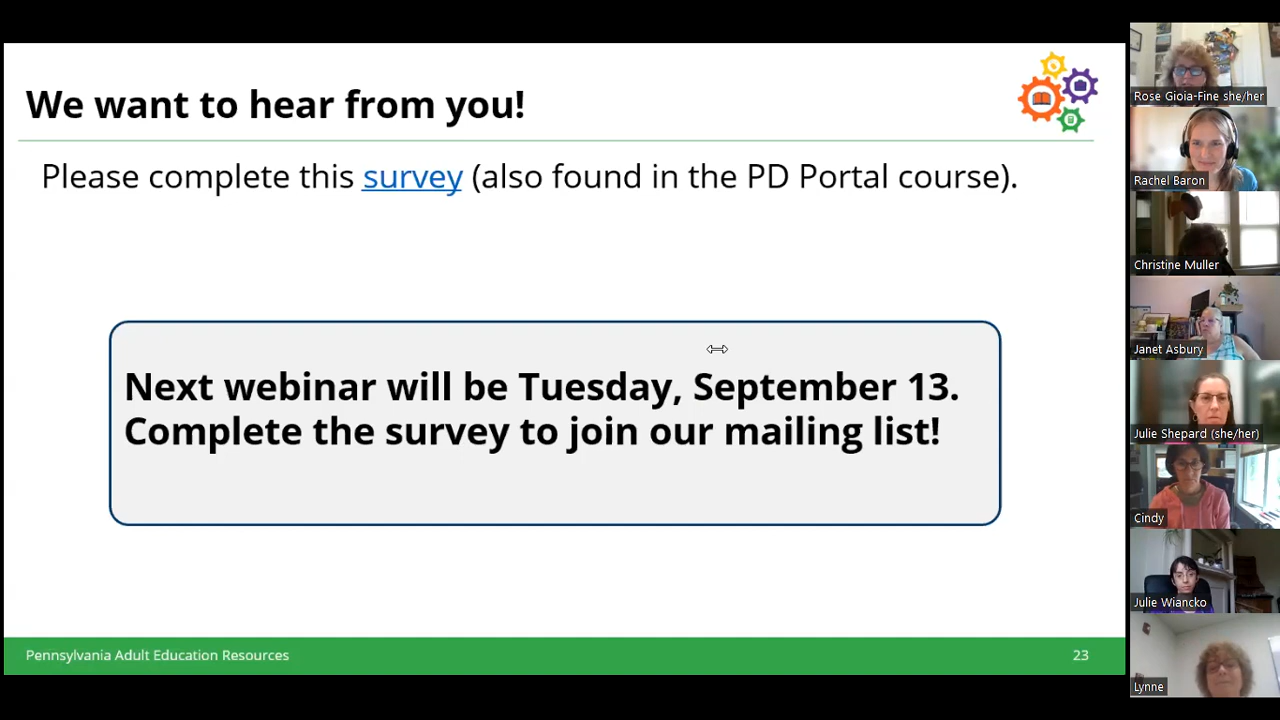 We want to hear from you!
Please complete this survey (also found in the PD Portal course).
Next webinar will be Tuesday, September 13.
Complete the survey to join our mailing list!
Pennsylvania Adult Education Resources
23
Rose Gioia-Fine she/her
Rachel Baron
Christine Muller
Janet Asbury
Julie Shepard (she/her)
Cindy
Julie Wiancko
Lynne